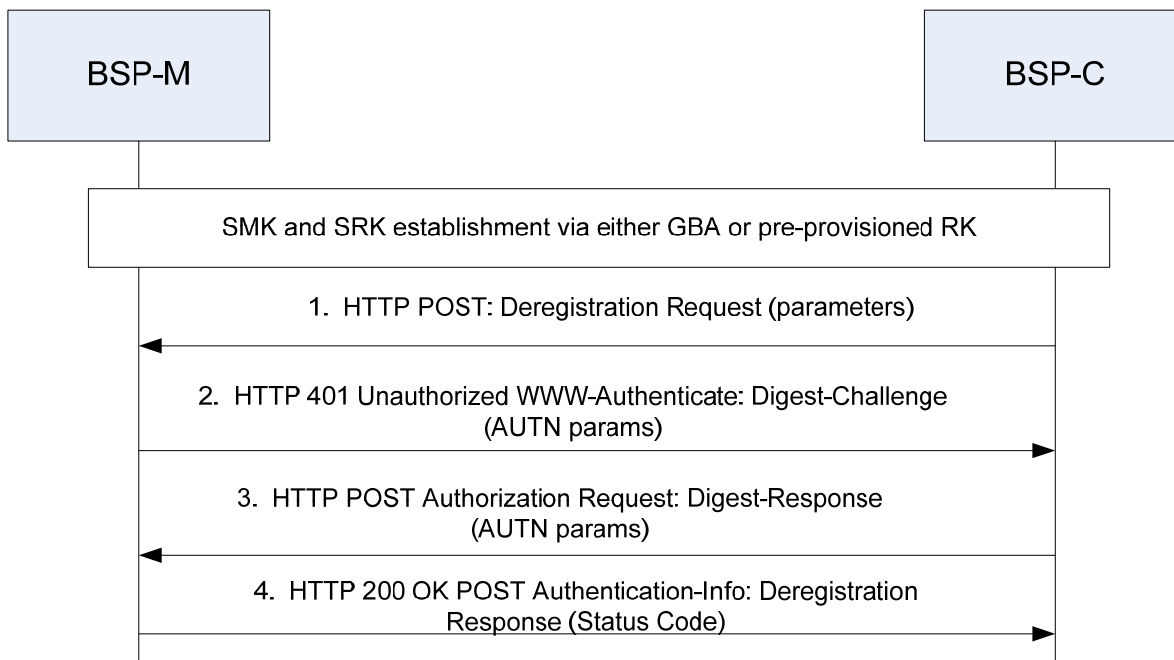 BSP-M
BSP-C
SMK and SRK establishment via either GBA or pre-provisioned RK
1. HTTP POST: Deregistration Request (parameters)
2. HTTP 401 Unauthorized WWW-Authenticate: Digest-Challenge
(AUTN params)
3. HTTP POST Authorization Request: Digest-Response
(AUTN params)
4. HTTP 200 OK POST Authentication-Info: Deregistration
Response (Status Code)